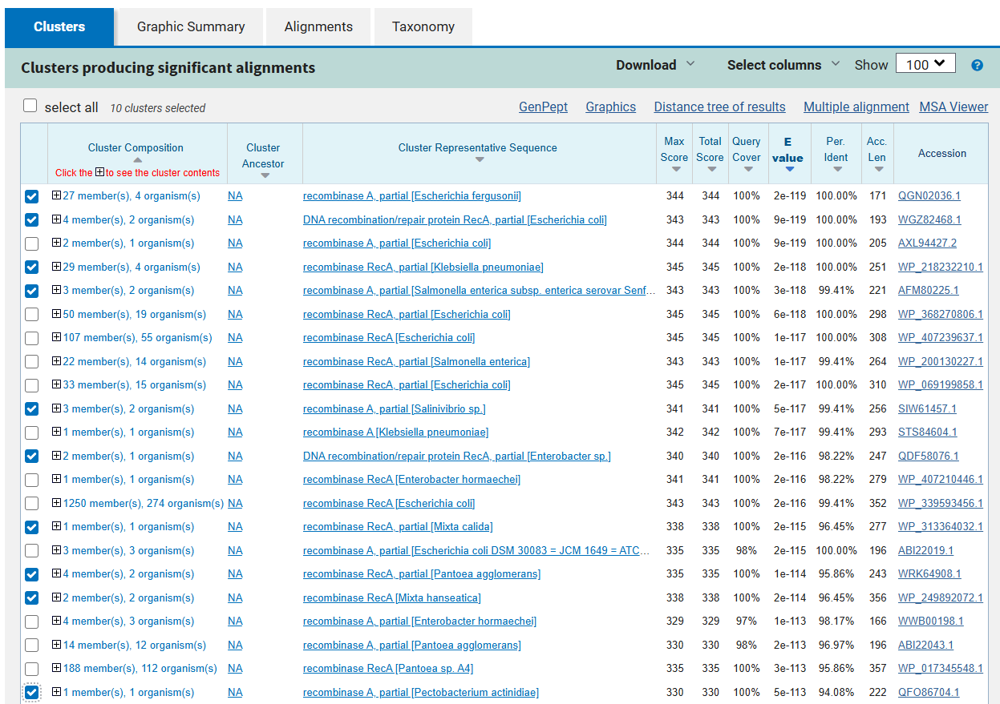 Clusters Graphic Summary Alignments Taxonomy
Clusters producing significant alignments Download Select columns Show 100 ?
select all 10 clusters selected GenPept Graphics Distance tree of results Multiple alignment MSA Viewer
Cluster Composition Click the to see the cluster contents Cluster Ancestor Cluster Representative Sequence Max Score Total Score Query Cover E value Per. Ident Acc. Len Accession
27 member(s), 4 organism(s) NA recombinase A, partial [Escherichia fergusonii] 344 344 100% 2e-119 100.00% 171 QGN02036.1
4 member(s), 2 organism(s) NA DNA recombination/repair protein RecA, partial [Escherichia coli] 343 343 100% 9e-119 100.00% 193 WGZ82468.1
2 member(s), 1 organism(s) NA recombinase A, partial [Escherichia coli] 344 344 100% 9e-119 100.00% 205 AXL94427.2
29 member(s), 4 organism(s) NA recombinase RecA, partial [Klebsiella pneumoniae] 345 345 100% 2e-118 100.00% 251 WP_218232210.1
3 member(s), 2 organism(s) NA recombinase A, partial [Salmonella enterica subsp. enterica serovar Senf... 343 343 100% 3e-118 99.41% 221 AFM80225.1
50 member(s), 19 organism(s) NA recombinase RecA, partial [Escherichia coli] 345 345 100% 6e-118 100.00% 298 WP_368270806.1
107 member(s), 55 organism(s) NA recombinase RecA [Escherichia coli] 345 345 100% 1e-117 100.00% 308 WP_407239637.1
22 member(s), 14 organism(s) NA recombinase RecA, partial [Salmonella enterica] 343 343 100% 1e-117 99.41% 264 WP_200130227.1
33 member(s), 15 organism(s) NA recombinase RecA, partial [Escherichia coli] 345 345 100% 2e-117 100.00% 310 WP_069199858.1
3 member(s), 2 organism(s) NA recombinase A, partial [Salinivibrio sp.] 341 341 100% 5e-117 99.41% 256 SIW61457.1
1 member(s), 1 organism(s) NA recombinase A [Klebsiella pneumoniae] 342 342 100% 7e-117 99.41% 293 STS84604.1
2 member(s), 1 organism(s) NA DNA recombination/repair protein RecA, partial [Enterobacter sp.] 340 340 100% 2e-116 98.22% 247 QDF58076.1
1 member(s), 1 organism(s) NA recombinase RecA [Enterobacter hormaechei] 341 341 100% 2e-116 98.22% 279 WP_407210446.1
1250 member(s), 274 organism(s) NA recombinase RecA [Escherichia coli] 343 343 100% 2e-116 99.41% 352 WP_339593456.1
1 member(s), 1 organism(s) NA recombinase RecA, partial [Mixta calida] 338 338 100% 2e-115 96.45% 277 WP_313364032.1
3 member(s), 3 organism(s) NA recombinase A, partial [Escherichia coli DSM 30083 = JCM 1649 = ATC... 335 335 98% 2e-115 100.00% 196 ABI22019.1
4 member(s), 2 organism(s) NA recombinase RecA, partial [Pantoea agglomerans] 335 335 100% 1e-114 95.86% 243 WRK64908.1
2 member(s), 2 organism(s) NA recombinase RecA [Mixta hanseatica] 338 338 100% 2e-114 96.45% 356 WP_249892072.1
4 member(s), 3 organism(s) NA recombinase A, partial [Enterobacter hormaechei] 329 329 97% 1e-113 98.17% 166 WWB00198.1
14 member(s), 12 organism(s) NA recombinase A, partial [Pantoea agglomerans] 330 330 98% 2e-113 96.97% 196 ABI22043.1
188 member(s), 112 organism(s) NA recombinase RecA [Pantoea sp. A4] 335 335 100% 3e-113 95.86% 357 WP_017345548.1
1 member(s), 1 organism(s) NA recombinase A, partial [Pectobacterium actinidiae] 330 330 100% 5e-113 94.08% 222 QFO86704.1